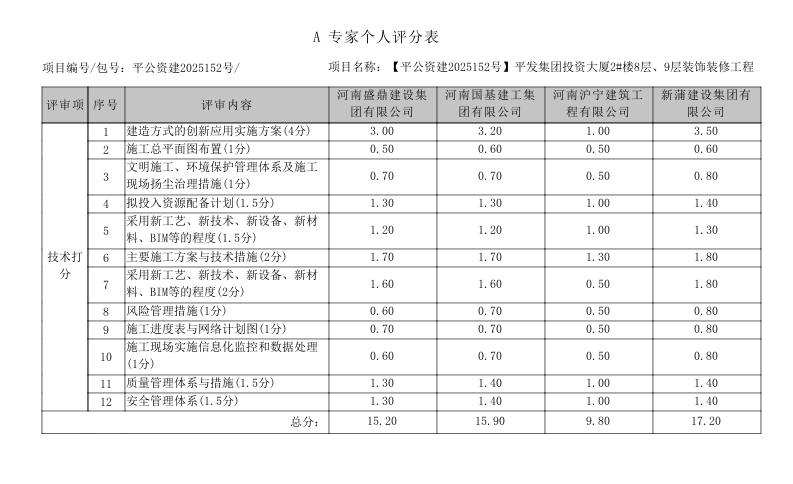 A 专家个人评分表
项目编号/包号: 平公资建2025152号/
项目名称: 【平公资建2025152号】平发集团投资大厦2#楼8层、9层装饰装修工程
评审项 序号 评审内容 河南盛鼎建设集团有限公司 河南国基建工集团有限公司 河南沪宁建筑工程有限公司 新蒲建设集团有限公司
技术打分
1 建造方式的创新应用实施方案(4分) 3.00 3.20 1.00 3.50
2 施工总平面图布置(1分) 0.50 0.60 0.50 0.60
3 文明施工、环境保护管理体系及施工现场扬尘治理措施(1分) 0.70 0.70 0.50 0.80
4 拟投入资源配备计划(1.5分) 1.30 1.30 1.00 1.40
5 采用新工艺、新技术、新设备、新材料、BIM等的程度(1.5分) 1.20 1.20 1.00 1.30
6 主要施工方案与技术措施(2分) 1.70 1.70 1.30 1.80
7 采用新工艺、新技术、新设备、新材料、BIM等的程度(2分) 1.60 1.60 0.50 1.80
8 风险管理措施(1分) 0.60 0.70 0.50 0.80
9 施工进度表与网络计划图(1分) 0.70 0.70 0.50 0.80
10 施工现场实施信息化监控和数据处理(1分) 0.60 0.70 0.50 0.80
11 质量管理体系与措施(1.5分) 1.30 1.40 1.00 1.40
12 安全管理体系(1.5分) 1.30 1.40 1.00 1.40
总分: 15.20 15.90 9.80 17.20